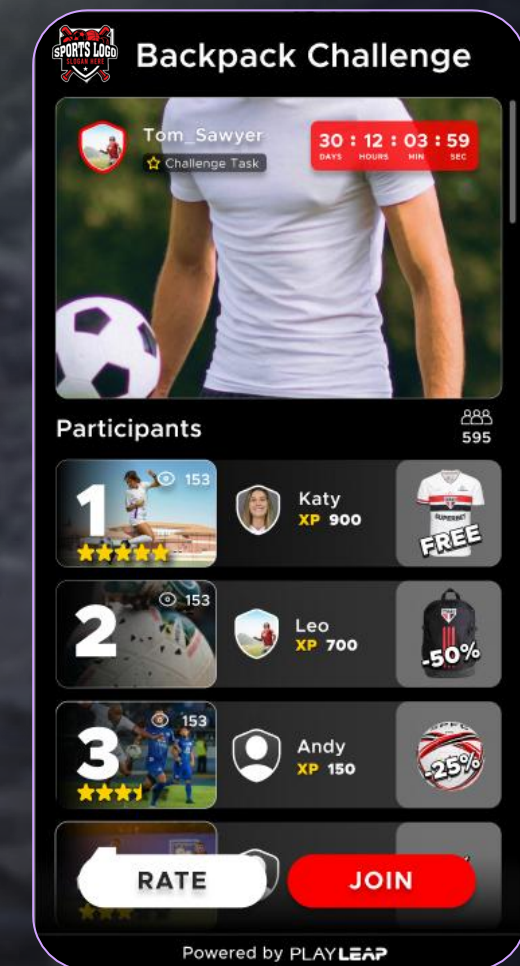 SPORTS LOGO
SLOGAN HERE
Backpack Challenge
Tom_Sawyer
Challenge Task
30 : 12 : 03 : 59
DAYS HOURS MIN SEC
Participants
595
1
153
Katy
XP 900
SUPERBET
FREE
2
153
Leo
XP 700
-50%
3
153
Andy
XP 150
-25%
RATE
JOIN
Powered by PLAYLEAP